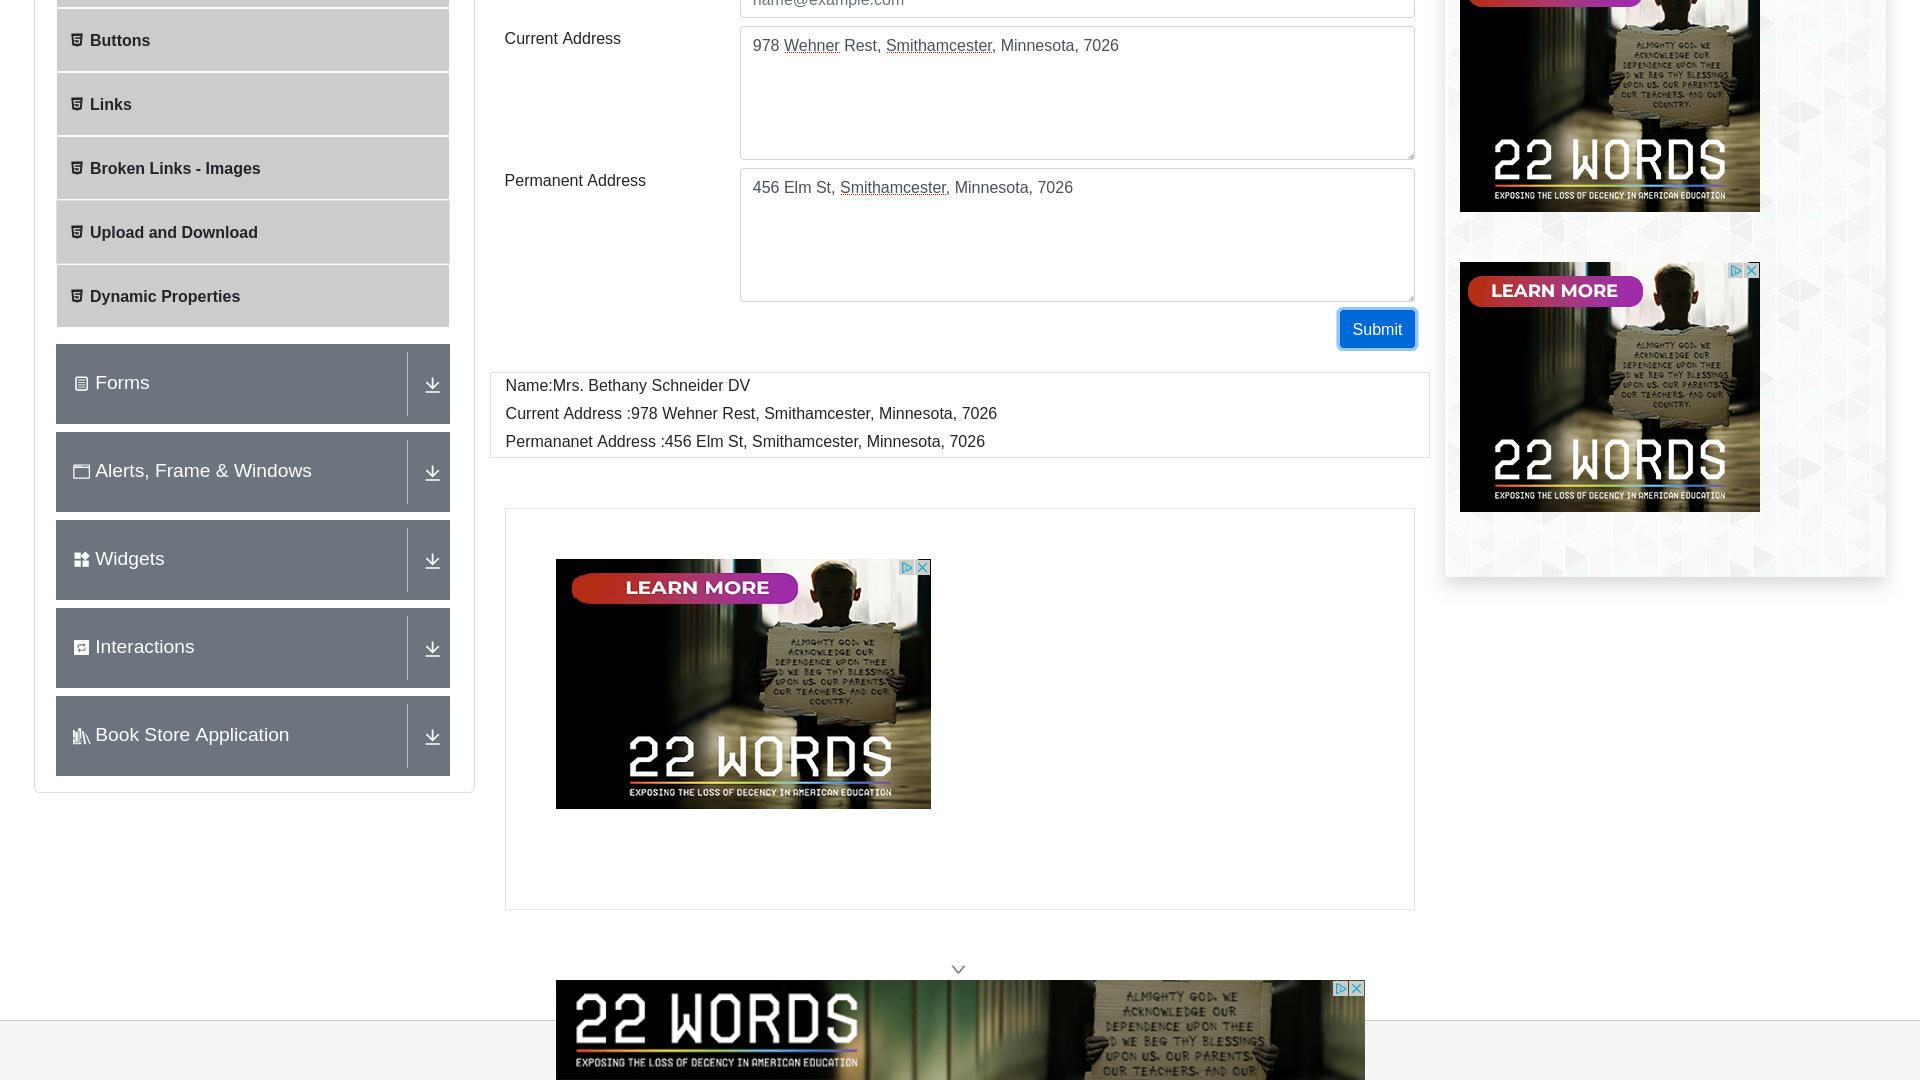 name@example.com
Buttons
Links
Broken Links - Images
Upload and Download
Dynamic Properties
Forms
Alerts, Frame & Windows
Widgets
Interactions
Book Store Application
Current Address
978 Wehner Rest, Smithamcester, Minnesota, 7026
Permanent Address
456 Elm St, Smithamcester, Minnesota, 7026
Submit
Name:Mrs. Bethany Schneider DV
Current Address :978 Wehner Rest, Smithamcester, Minnesota, 7026
Permananet Address :456 Elm St, Smithamcester, Minnesota, 7026
LEARN MORE
ALMIGHTY GOD, WE
ACKNOWLEDGE OUR
DEPENDENCE UPON THEE
D WE BEG THY BLESSINGS
UPON US, OUR PARENTS,
OUR TEACHERS, AND OUR
COUNTRY.
22 WORDS
EXPOSING THE LOSS OF DECENCY IN AMERICAN EDUCATION
ALMIGHTY GOD, WE
ACKNOWLEDGE OUR
DEPENDENCE UPON THEE
D WE BEG THY BLESSINGS
UPON US, OUR PARENTS,
OUR TEACHERS, AND OUR
COUNTRY.
22 WORDS
EXPOSING THE LOSS OF DECENCY IN AMERICAN EDUCATION
LEARN MORE
ALMIGHTY GOD, WE
ACKNOWLEDGE OUR
DEPENDENCE UPON THEE
D WE BEG THY BLESSINGS
UPON US, OUR PARENTS,
OUR TEACHERS, AND OUR
COUNTRY.
22 WORDS
EXPOSING THE LOSS OF DECENCY IN AMERICAN EDUCATION
22 WORDS
EXPOSING THE LOSS OF DECENCY IN AMERICAN EDUCATION
ALMIGHTY GOD, WE
ACKNOWLEDGE OUR
DEPENDENCE UPON THEE
D WE BEG THY BLESSINGS
UPON US, OUR PARENTS,
OUR TEACHERS, AND OUR